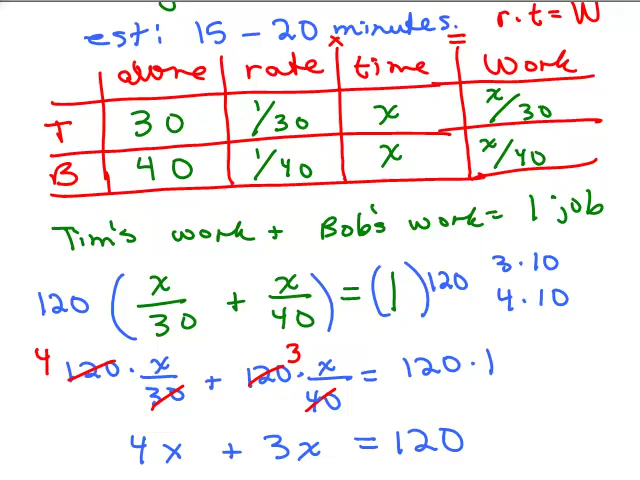 r.t = W
est: 15 - 20 minutes.
x =
alone rate time Work
T 30 1/30 x x/30
B 40 1/40 x x/40
Tim's work + Bob's work = 1 job
120 ( x/30 + x/40 ) = (1) 120 3·10
4·10
4 3
120 · x/30 + 120 · x/40 = 120 · 1
4x + 3x = 120